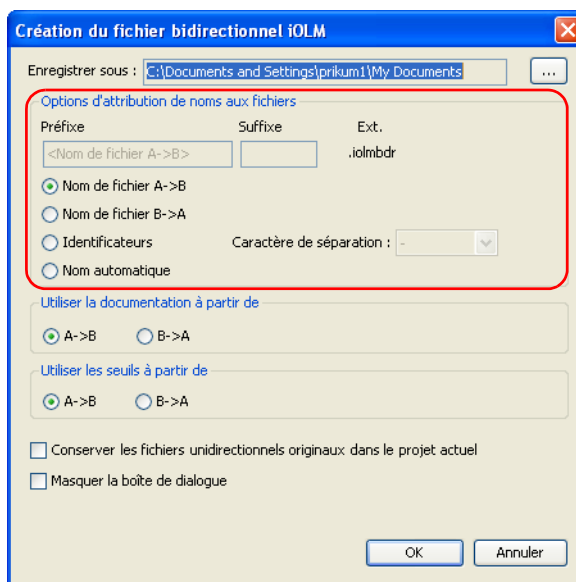 Création du fichier bidirectionnel iOLM
Enregistrer sous : C:\Documents and Settings\prikum1\My Documents ...
Options d'attribution de noms aux fichiers
Préfixe Suffixe Ext.
<Nom de fichier A->B> .iolmbdr
Nom de fichier A->B
Nom de fichier B->A
Identificateurs Caractère de séparation : -
Nom automatique
Utiliser la documentation à partir de
A->B B->A
Utiliser les seuils à partir de
A->B B->A
Conserver les fichiers unidirectionnels originaux dans le projet actuel
Masquer la boîte de dialogue
OK Annuler